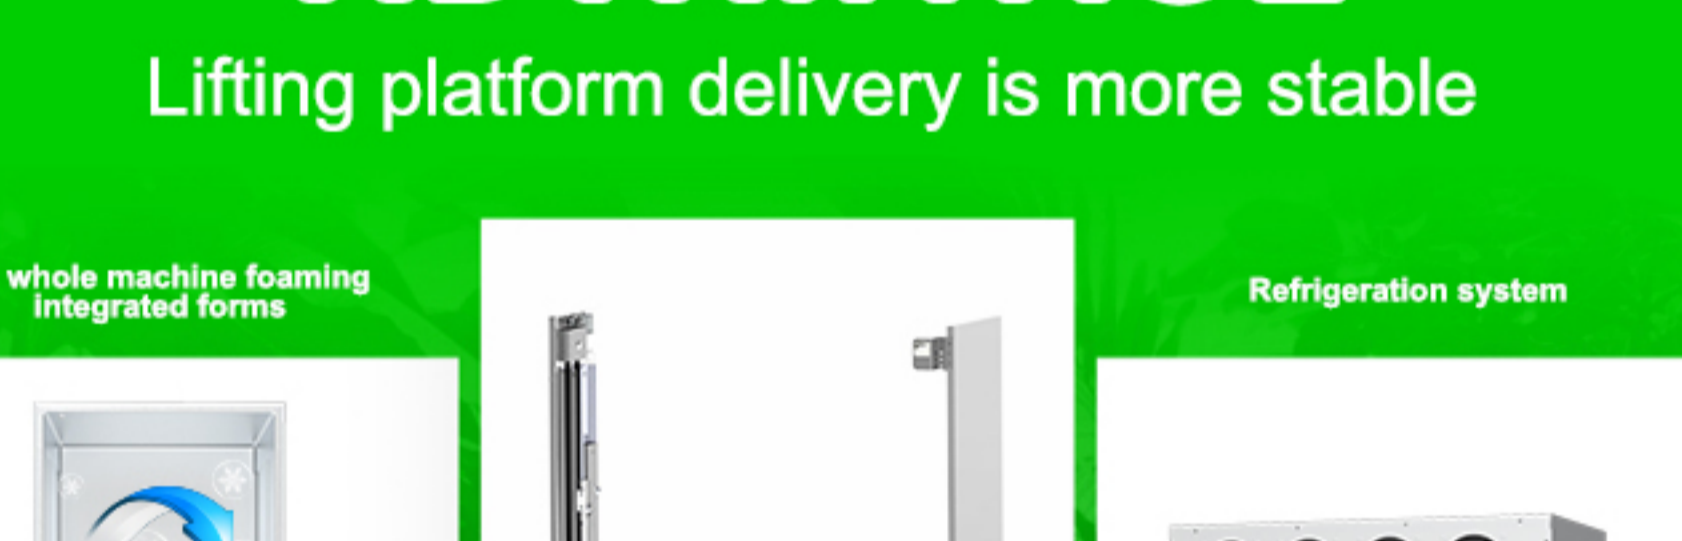 Lifting platform delivery is more stable
whole machine foaming
integrated forms
Refrigeration system